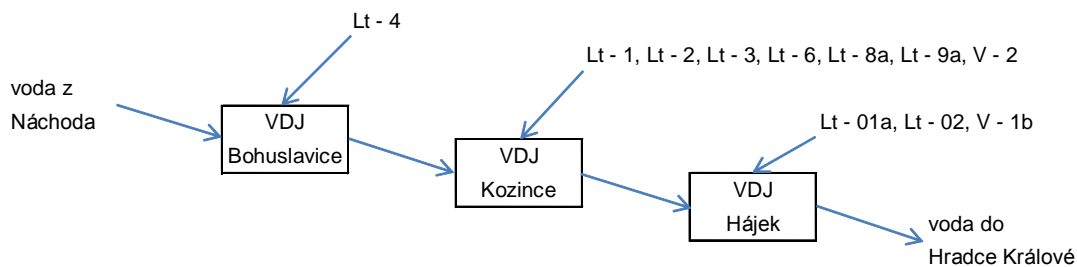 Lt - 4
Lt - 1, Lt - 2, Lt - 3, Lt - 6, Lt - 8a, Lt - 9a, V - 2
voda z
Náchoda
VDJ
Bohuslavice
Lt - 01a, Lt - 02, V - 1b
VDJ
Kozince
VDJ
Hájek
voda do
Hradce Králové